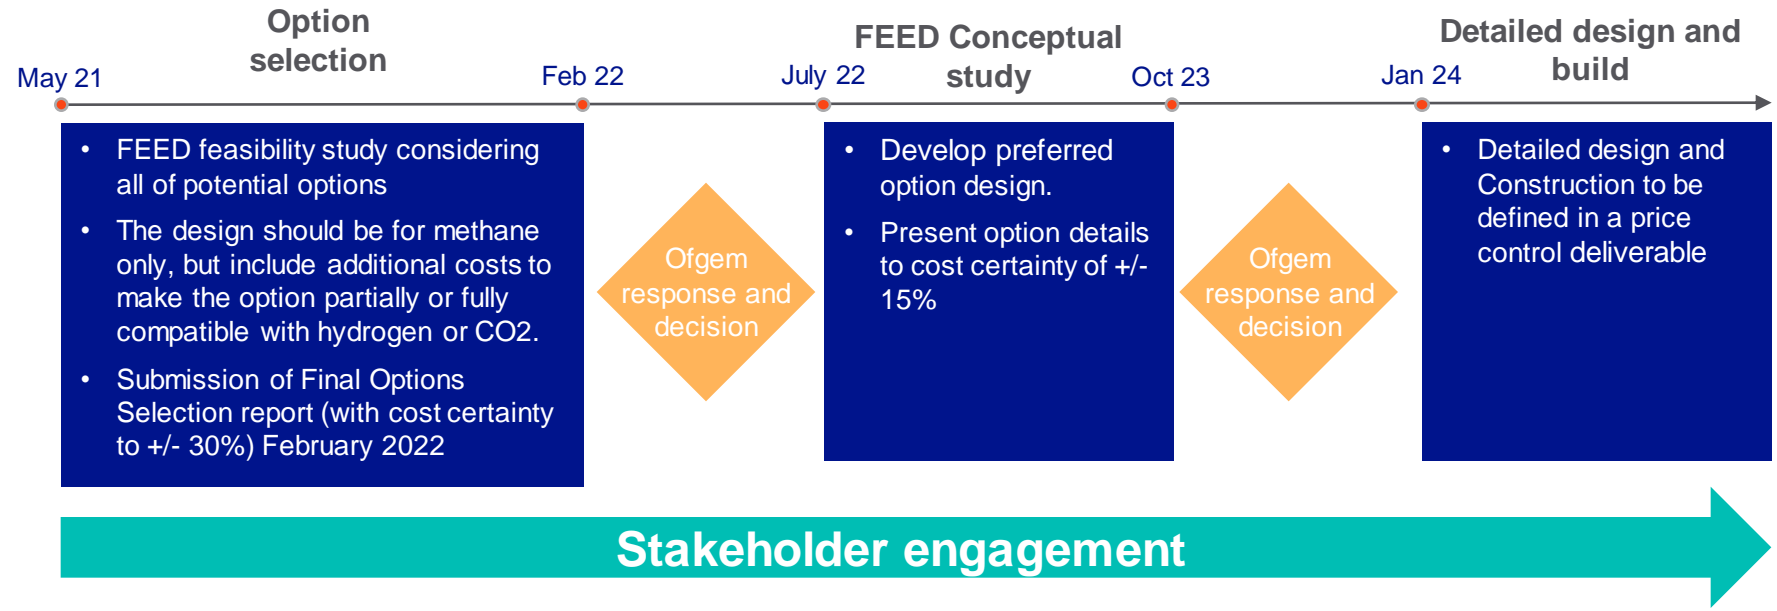 Option
selection
FEED Conceptual
study
Detailed design and
build
May 21
Feb 22
July 22
Oct 23
Jan 24
• FEED feasibility study considering
all of potential options
• The design should be for methane
only, but include additional costs to
make the option partially or fully
compatible with hydrogen or CO2.
• Submission of Final Options
Selection report (with cost certainty
to +/- 30%) February 2022
Ofgem
response and
decision
• Develop preferred
option design.
• Present option details
to cost certainty of +/-
15%
Ofgem
response and
decision
• Detailed design and
Construction to be
defined in a price
control deliverable
Stakeholder engagement